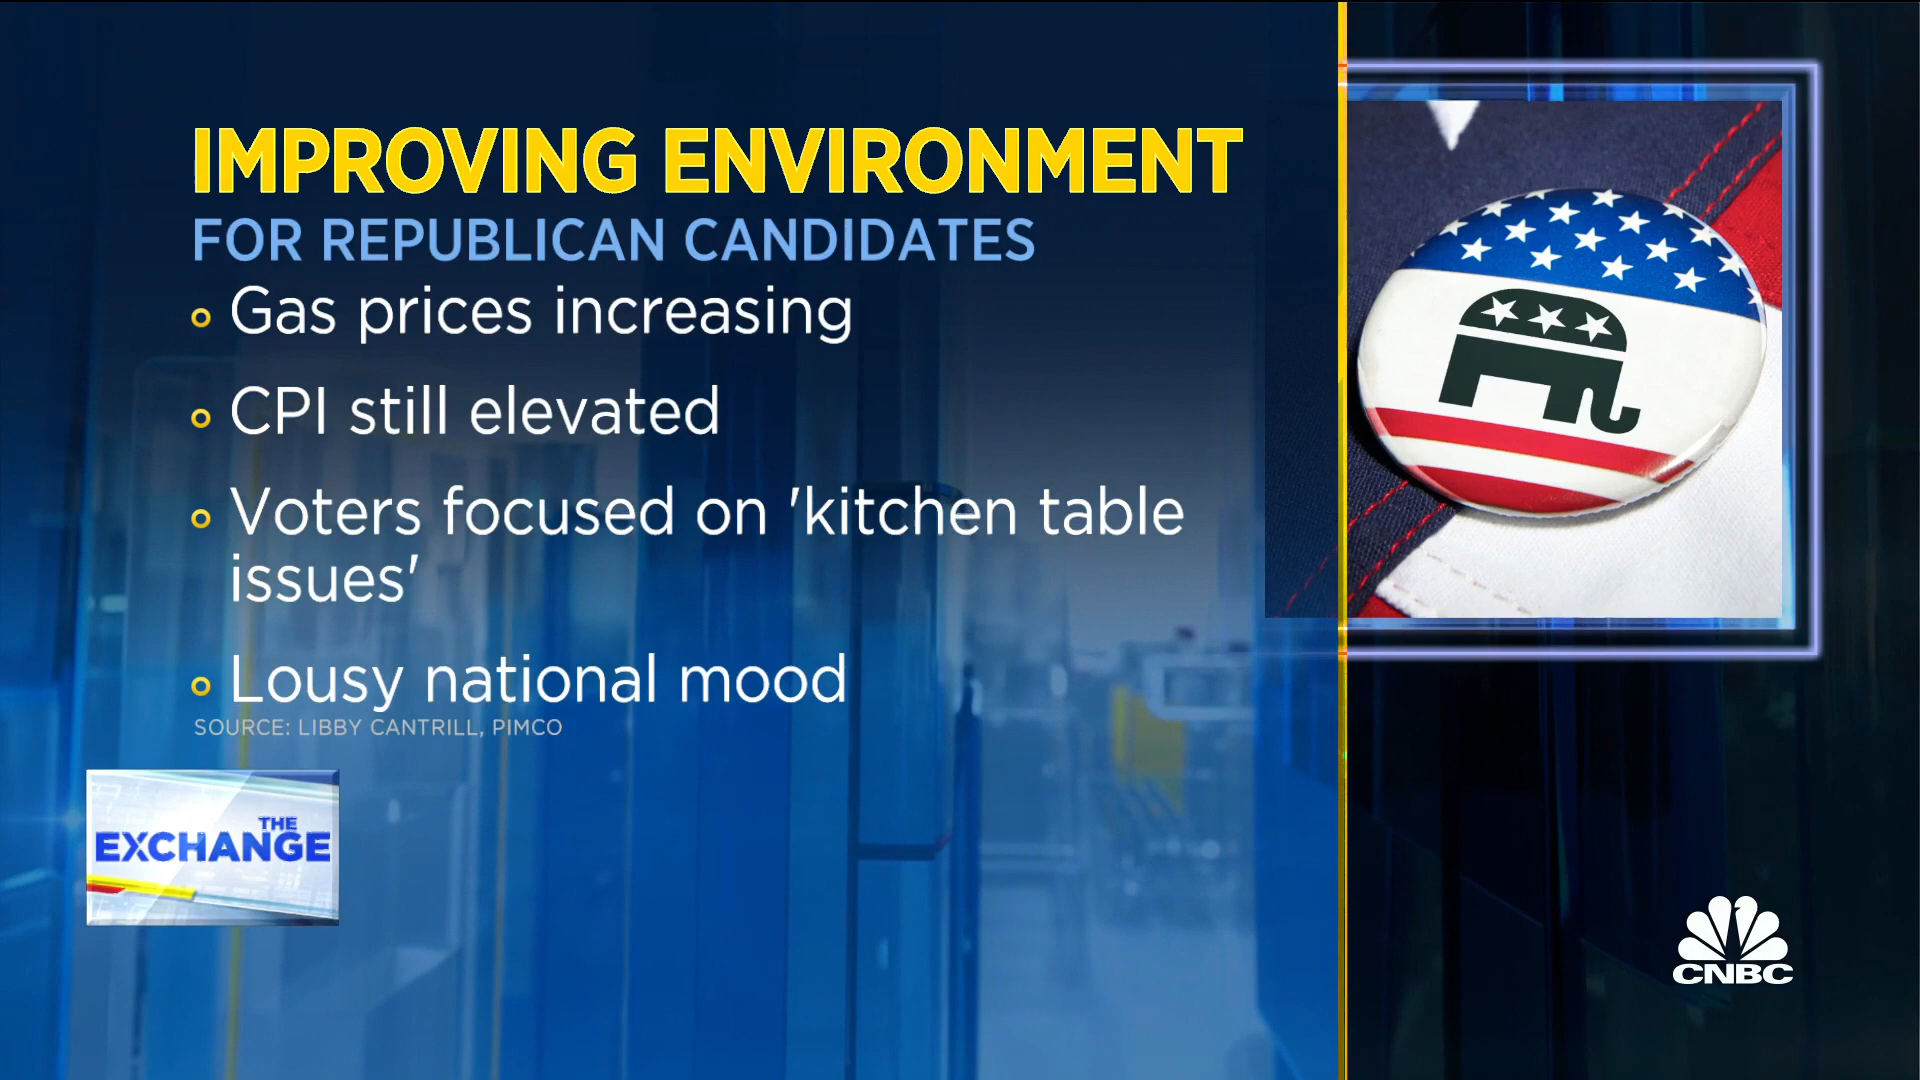 IMPROVING ENVIRONMENT
FOR REPUBLICAN CANDIDATES
Gas prices increasing
CPI still elevated
Voters focused on 'kitchen table
issues'
Lousy national mood
SOURCE: LIBBY CANTRILL, PIMCO
THE
EXCHANGE
CNBC